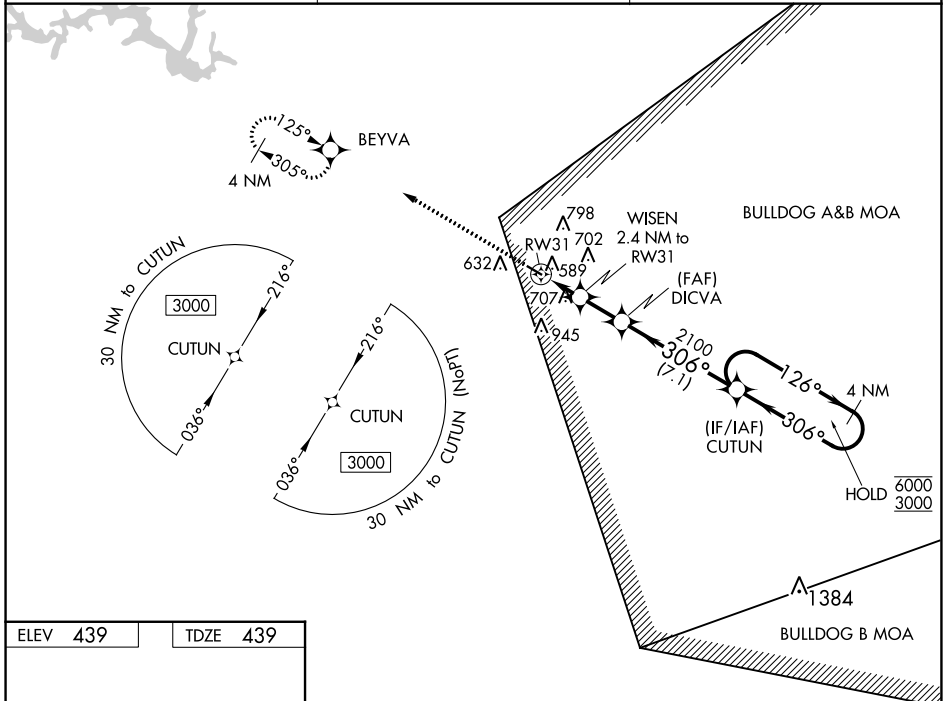 125°
305°
4 NM
BEYVA
30 NM to CUTUN
216°
3000
CUTUN
036°
216°
CUTUN
036°
3000
30 NM to CUTUN (NoPT)
798
WISEN
2.4 NM to
RW31
BULLDOG A&B MOA
RW31
702
632
589
(FAF)
DICVA
707
945
2100
306°
(7.1)
126°
4 NM
306°
(IF/IAF)
CUTUN
HOLD
6000
3000
1384
BULLDOG B MOA
ELEV 439
TDZE 439